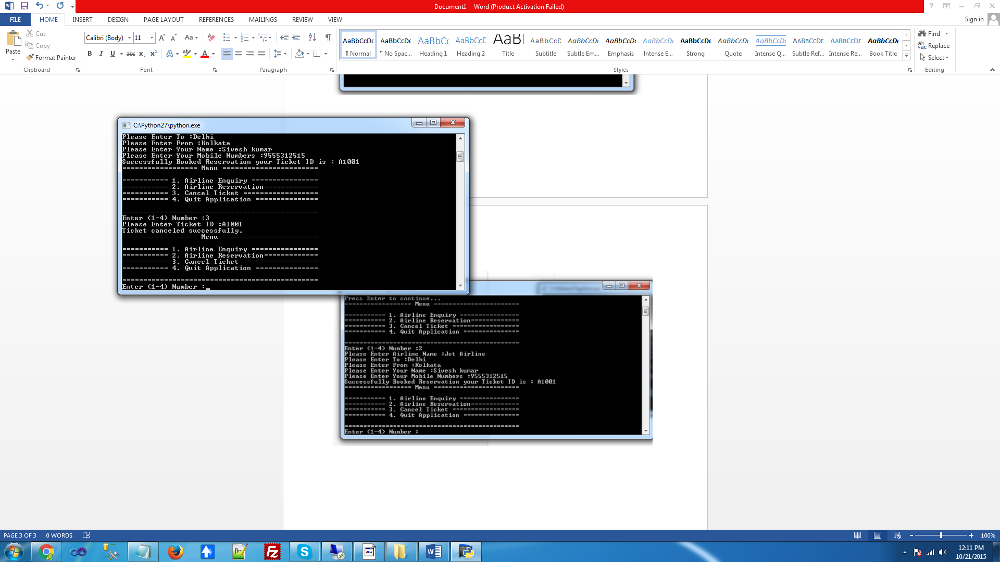 Document1 - Word (Product Activation Failed)
FILE HOME INSERT DESIGN PAGE LAYOUT REFERENCES MAILINGS REVIEW VIEW Sign in
Cut
Copy
Format Painter
Paste
Clipboard
Calibri (Body) 11
Font
Paragraph
AaBbCcDc AaBbCcDc AaBbCc AaBbCcD AaBl AaBbCcD AaBbCcDc AaBbCcDc AaBbCcDc AaBbCcDc AaBbCcDc AaBbCcDc AABBCCDE AABBCCDE AaBbCcDc
¶ Normal ¶ No Spac... Heading 1 Heading 2 Title Subtitle Subtle Em... Emphasis Intense E... Strong Quote Intense Q... Subtle Ref... Intense Re... Book Title
Styles
Find
Replace
Select
Editing
C:\Python27\python.exe
Please Enter To :Delhi
Please Enter From :Kolkata
Please Enter Your Name :Sivesh kumar
Please Enter Your Mobile Numbers :9555312515
Successfully Booked Reservation your Ticket ID is : A1001
================== Menu =======================
=========== 1. Airline Enquiry ================
=========== 2. Airline Reservation=============
=========== 3. Cancel Ticket ==================
=========== 4. Quit Application ===============
===============================================
Enter (1-4) Number :3
Please Enter Ticket ID :A1001
Ticket canceled successfully.
================== Menu =======================
=========== 1. Airline Enquiry ================
=========== 2. Airline Reservation=============
=========== 3. Cancel Ticket ==================
=========== 4. Quit Application ===============
===============================================
Enter (1-4) Number :_
Press Enter to continue...
================== Menu =======================
=========== 1. Airline Enquiry ================
=========== 2. Airline Reservation=============
=========== 3. Cancel Ticket ==================
=========== 4. Quit Application ===============
===============================================
Enter (1-4) Number :2
Please Enter Airline Name :Jet Airline
Please Enter To :Delhi
Please Enter From :Kolkata
Please Enter Your Name :Sivesh kumar
Please Enter Your Mobile Numbers :9555312515
Successfully Booked Reservation your Ticket ID is : A1001
================== Menu =======================
=========== 1. Airline Enquiry ================
=========== 2. Airline Reservation=============
=========== 3. Cancel Ticket ==================
=========== 4. Quit Application ===============
===============================================
Enter (1-4) Number :
PAGE 3 OF 3 0 WORDS 100%
12:11 PM
10/21/2015